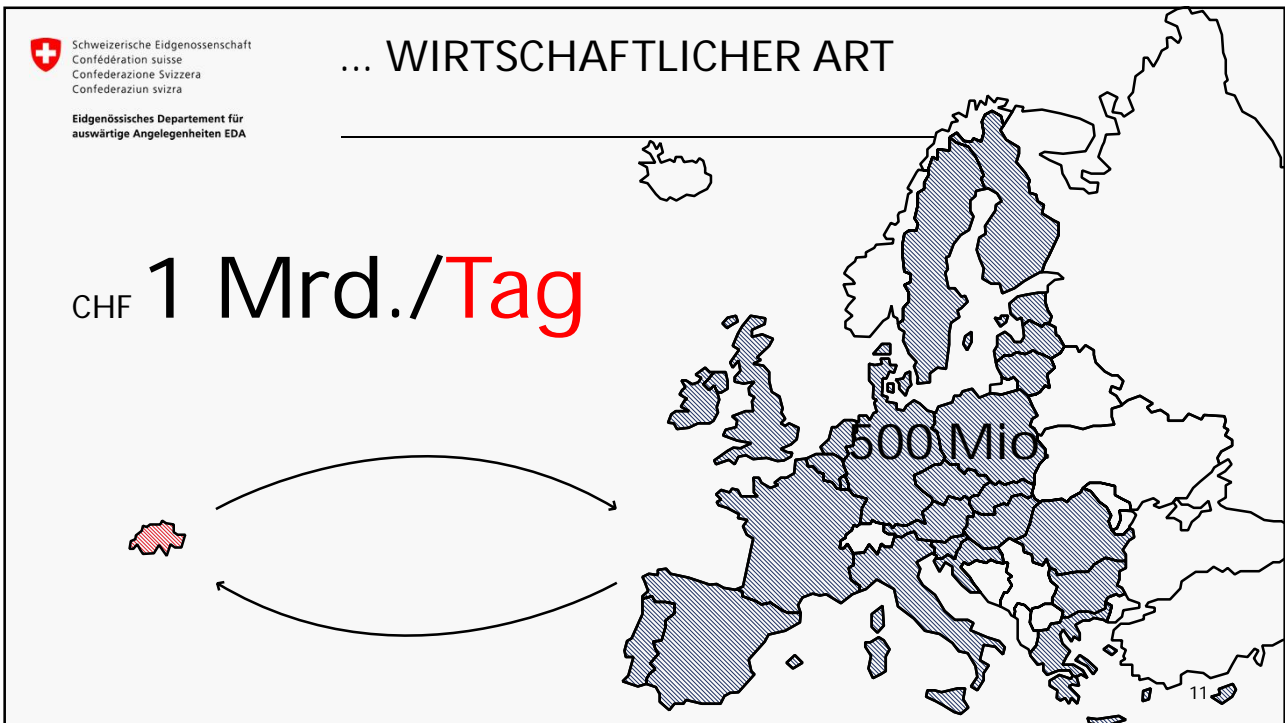 Schweizerische Eidgenossenschaft
Confédération suisse
Confederazione Svizzera
Confederaziun svizra
Eidgenössisches Departement für
auswärtige Angelegenheiten EDA
... WIRTSCHAFTLICHER ART
CHF 1 Mrd./Tag
500 Mio
11